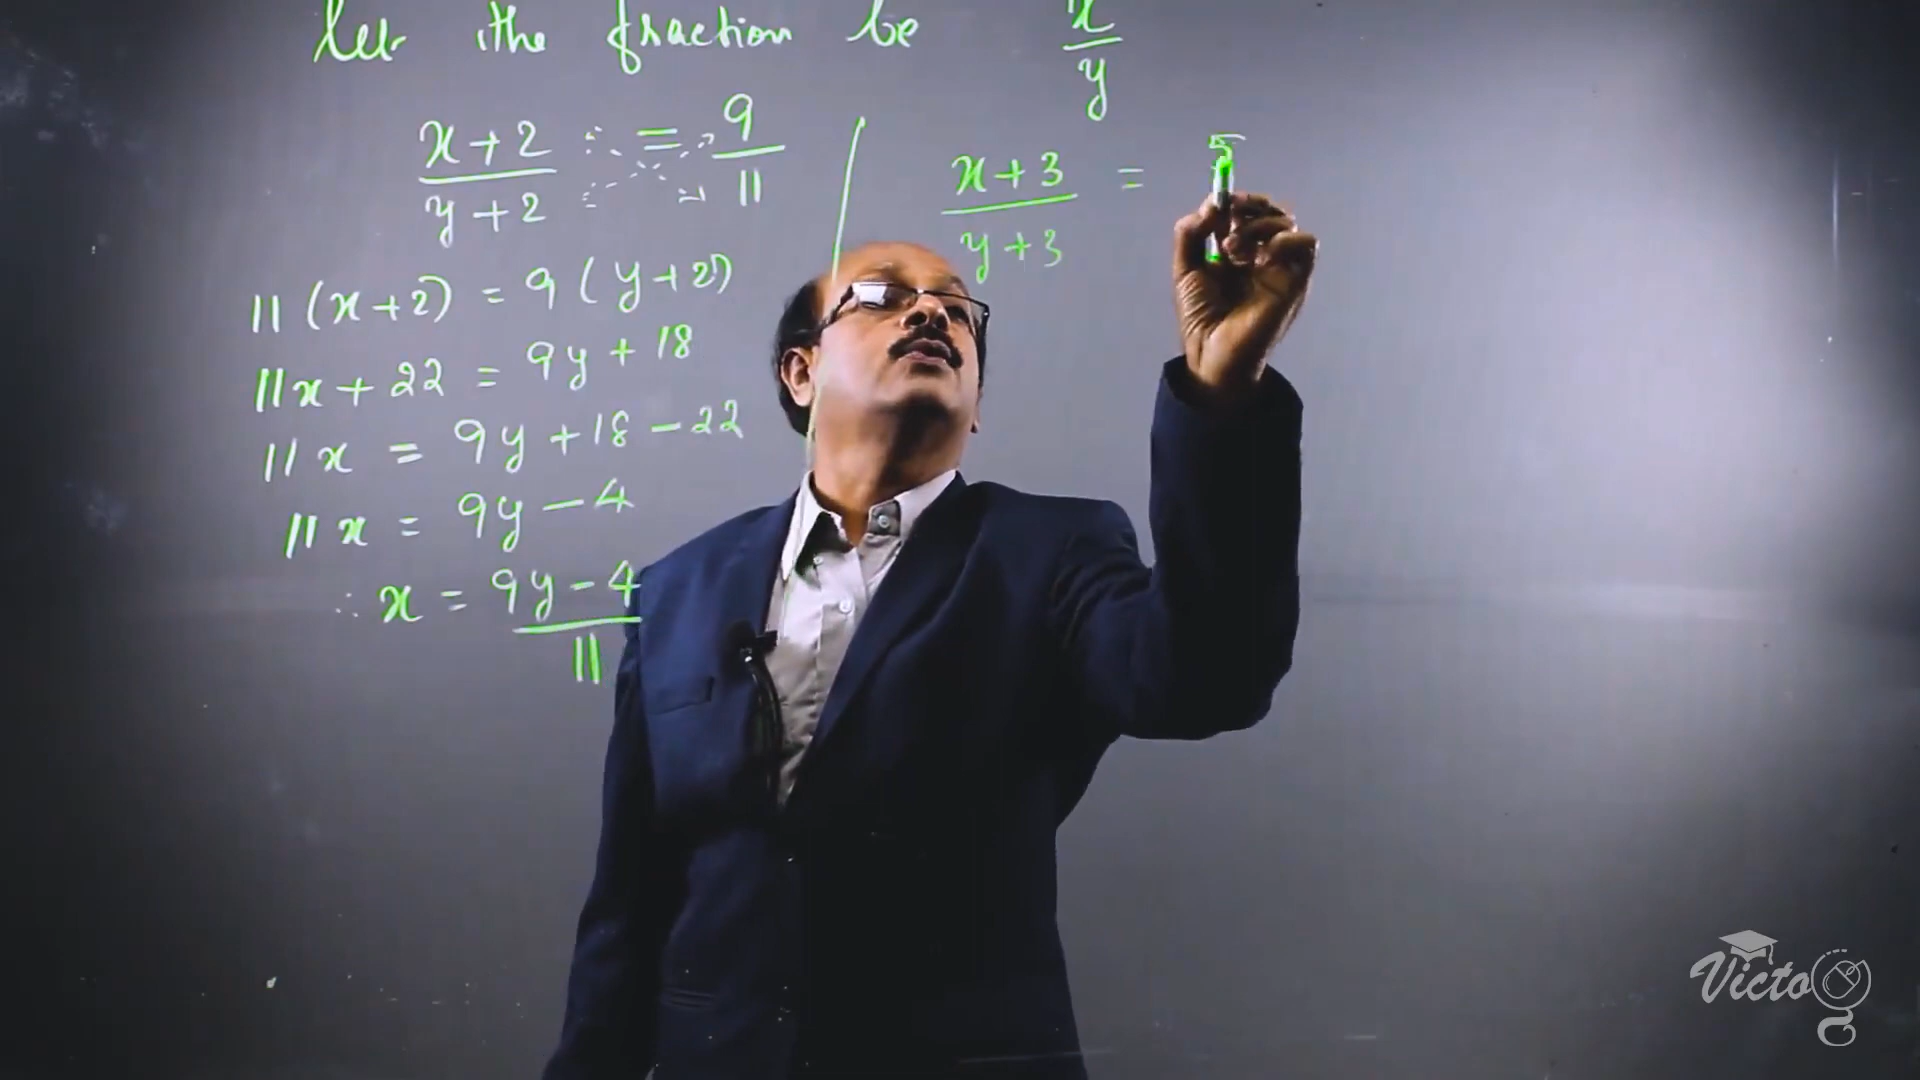 Let the fraction be x/y
(x+2)/(y+2) = 9/11
11(x+2) = 9(y+2)
11x+22 = 9y+18
11x = 9y+18-22
11x = 9y-4
∴ x = (9y-4)/11
(x+3)/(y+3) = 5
Victo